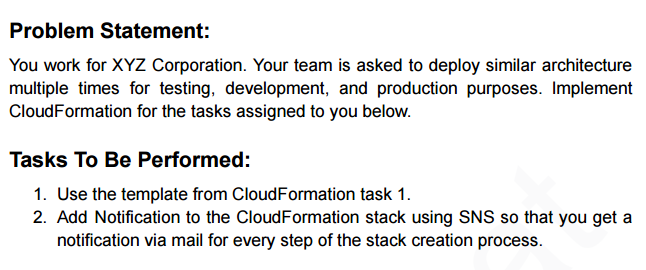 Problem Statement:
You work for XYZ Corporation. Your team is asked to deploy similar architecture
multiple times for testing, development, and production purposes. Implement
CloudFormation for the tasks assigned to you below.
Tasks To Be Performed:
1. Use the template from CloudFormation task 1.
2. Add Notification to the CloudFormation stack using SNS so that you get a
notification via mail for every step of the stack creation process.